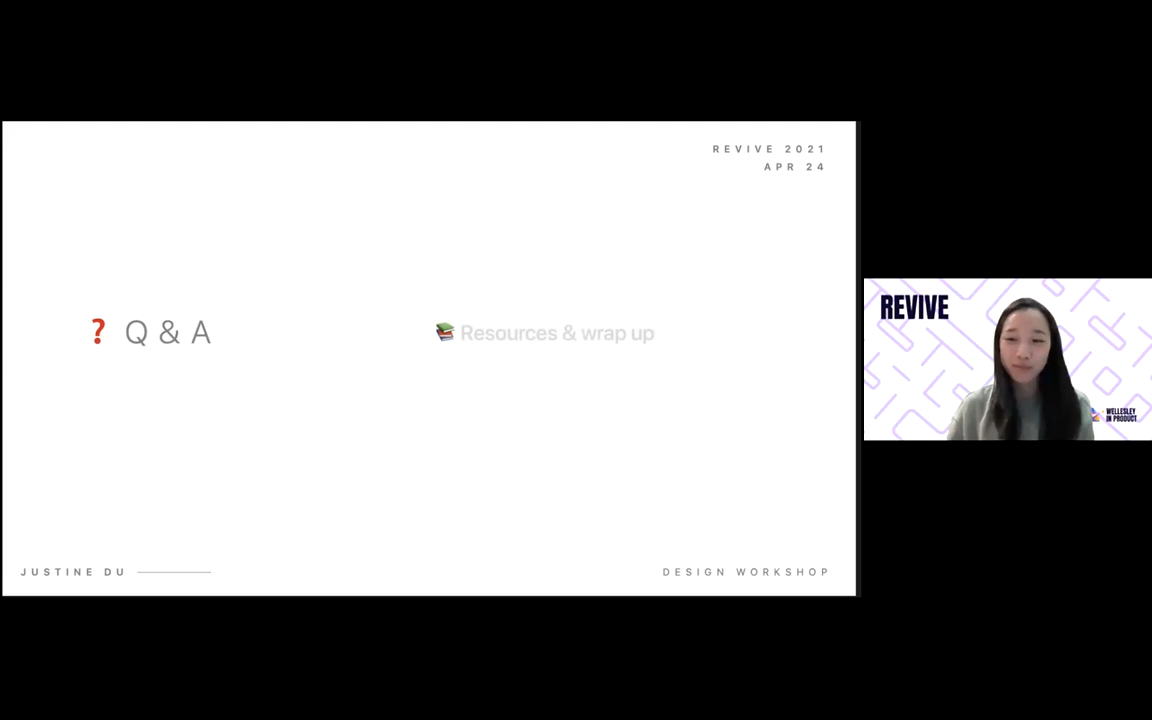 REVIVE 2021
APR 24
❓ Q & A
📚 Resources & wrap up
JUSTINE DU
DESIGN WORKSHOP
REVIVE
WELLESLEY
IN PRODUCT